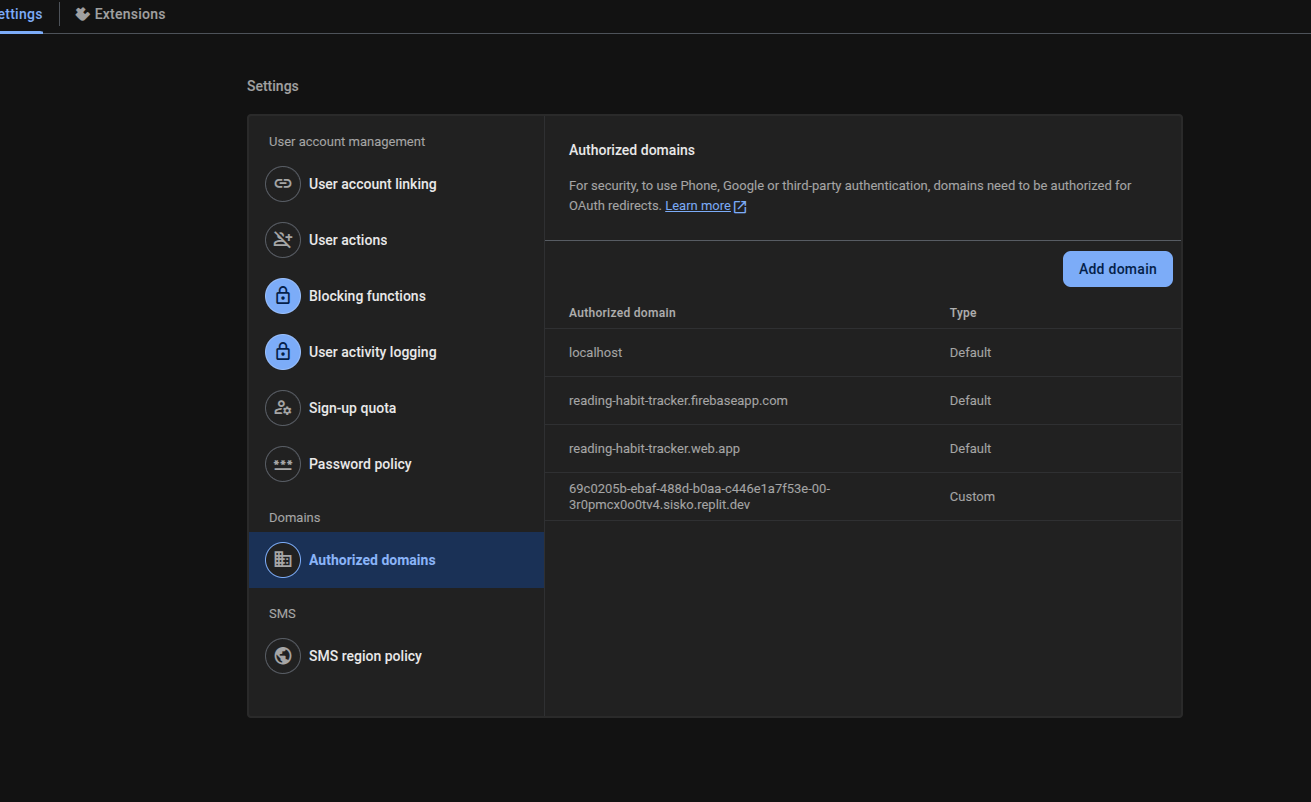 ettings
Extensions
Settings
User account management
User account linking
User actions
Blocking functions
User activity logging
Sign-up quota
Password policy
Domains
Authorized domains
SMS
SMS region policy
Authorized domains
For security, to use Phone, Google or third-party authentication, domains need to be authorized for
OAuth redirects. Learn more
Add domain
Authorized domain Type
localhost Default
reading-habit-tracker.firebaseapp.com Default
reading-habit-tracker.web.app Default
69c0205b-ebaf-488d-b0aa-c446e1a7f53e-00-
3r0pmcx0o0tv4.sisko.replit.dev Custom